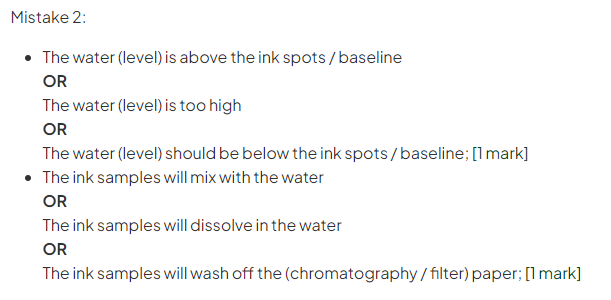 Mistake 2:
The water (level) is above the ink spots / baseline
OR
The water (level) is too high
OR
The water (level) should be below the ink spots / baseline; [1 mark]
The ink samples will mix with the water
OR
The ink samples will dissolve in the water
OR
The ink samples will wash off the (chromatography / filter) paper; [1 mark]